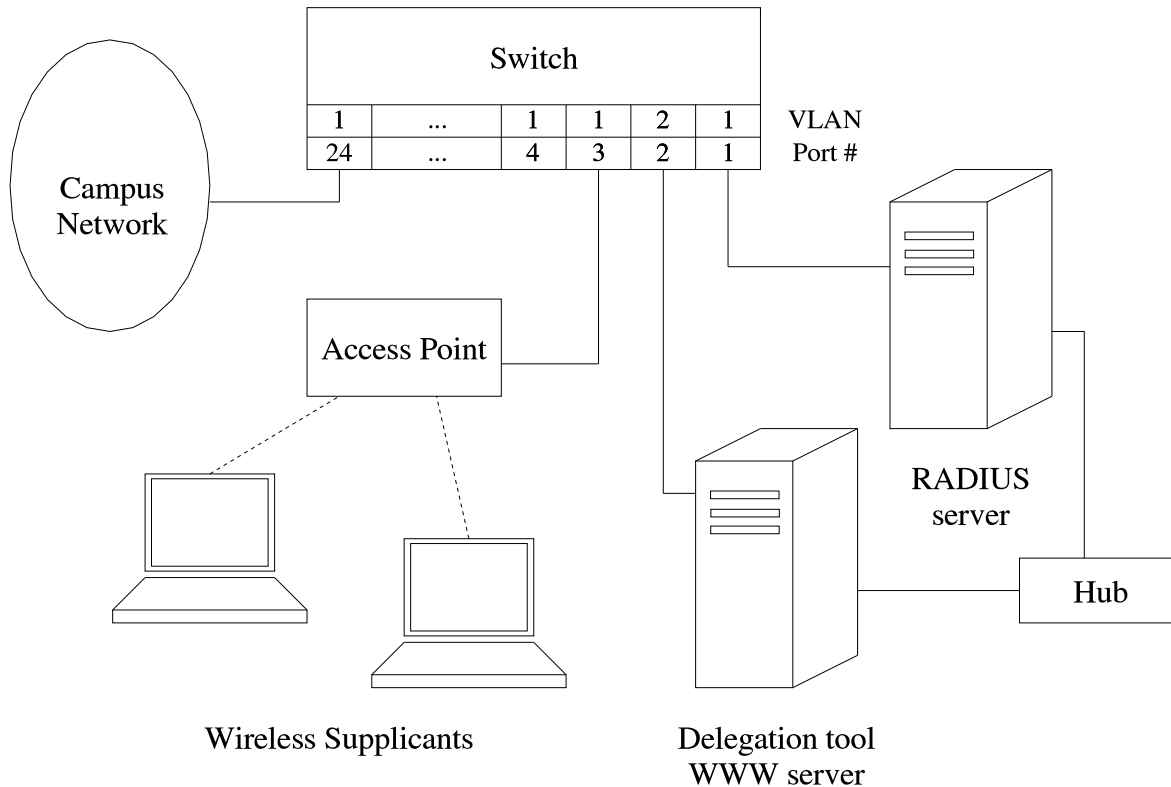 Switch
1 ... 1 1 2 1 VLAN
24 ... 4 3 2 1 Port #
Campus
Network
Access Point
RADIUS
server
Hub
Wireless Supplicants
Delegation tool
WWW server